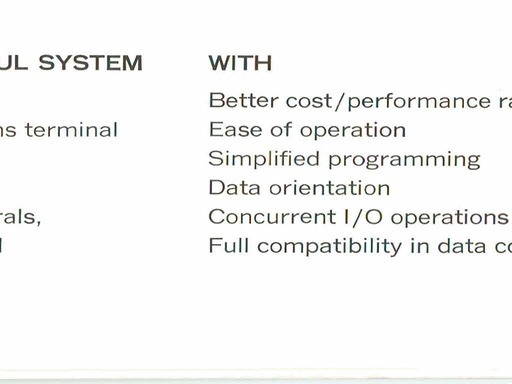 UL SYSTEM
ns terminal
rals,
WITH
Better cost/performance ra
Ease of operation
Simplified programming
Data orientation
Concurrent I/O operations
Full compatibility in data co